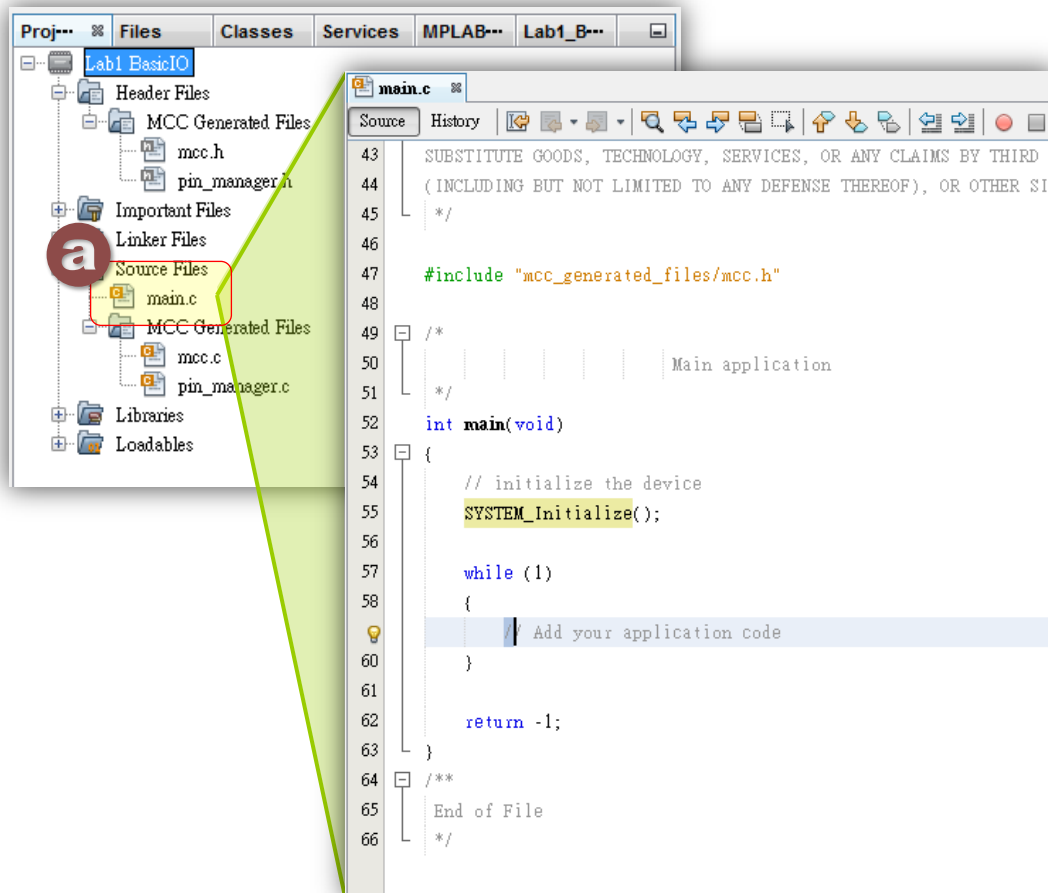 Proj··· Files Classes Services MPLAB··· Lab1_B···
Lab1 BasicIO
Header Files
MCC Generated Files
mcc.h
pin_manager.h
Important Files
Linker Files
a
Source Files
main.c
MCC Generated Files
mcc.c
pin_manager.c
Libraries
Loadables
main.c
Source History
43 SUBSTITUTE GOODS, TECHNOLOGY, SERVICES, OR ANY CLAIMS BY THIRD
44 (INCLUDING BUT NOT LIMITED TO ANY DEFENSE THEREOF), OR OTHER SI
45 */
46
47 #include "mcc_generated_files/mcc.h"
48
49 /*
50 Main application
51 */
52 int main(void)
53 {
54 // initialize the device
55 SYSTEM_Initialize();
56
57 while (1)
58 {
// Add your application code
60 }
61
62 return -1;
63 }
64 /**
65 End of File
66 */